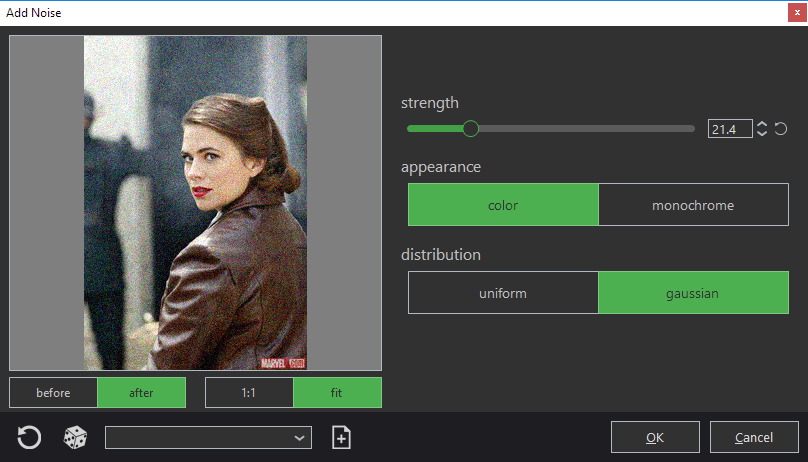 Add Noise
x
strength
21.4
appearance
color
monochrome
distribution
uniform
gaussian
MARVEL .com
before
after
1:1
fit
OK
Cancel